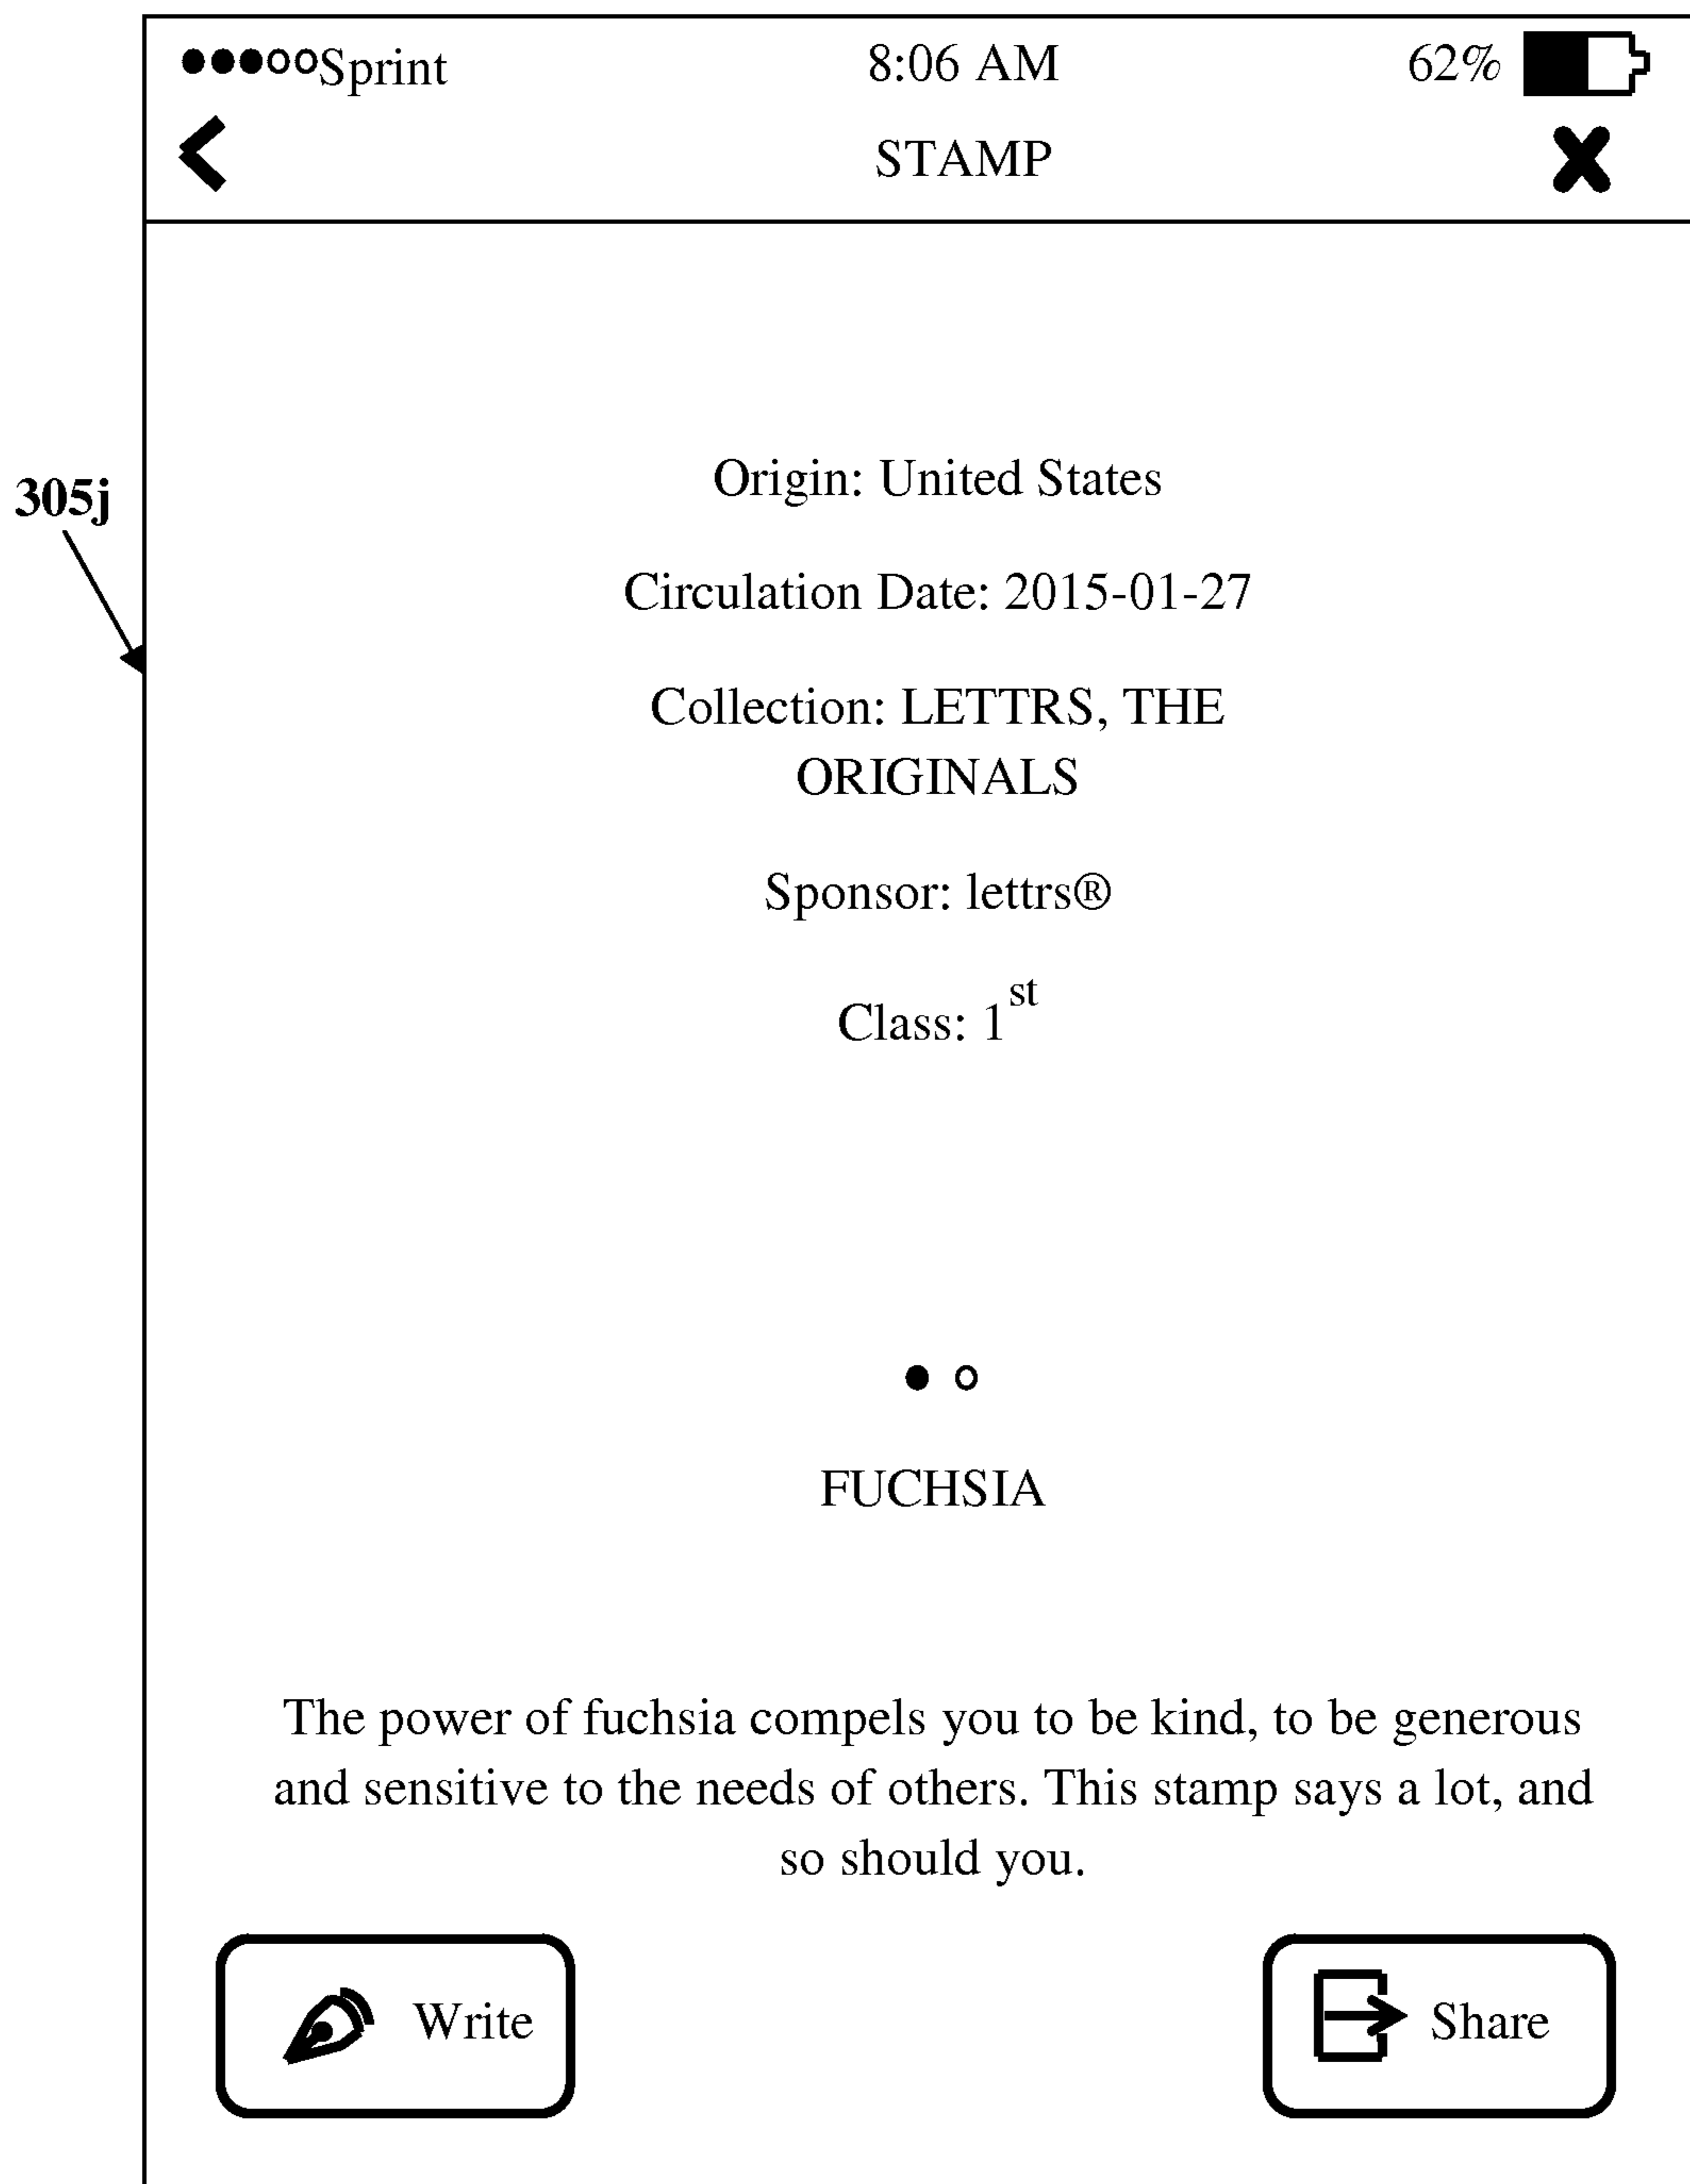 Sprint 8:06 AM 62%
STAMP
305j
Origin: United States
Circulation Date: 2015-01-27
Collection: LETTRS, THE
ORIGINALS
Sponsor: lettrs®
Class: 1st
FUCHSIA
The power of fuchsia compels you to be kind, to be generous
and sensitive to the needs of others. This stamp says a lot, and
so should you.
Write Share